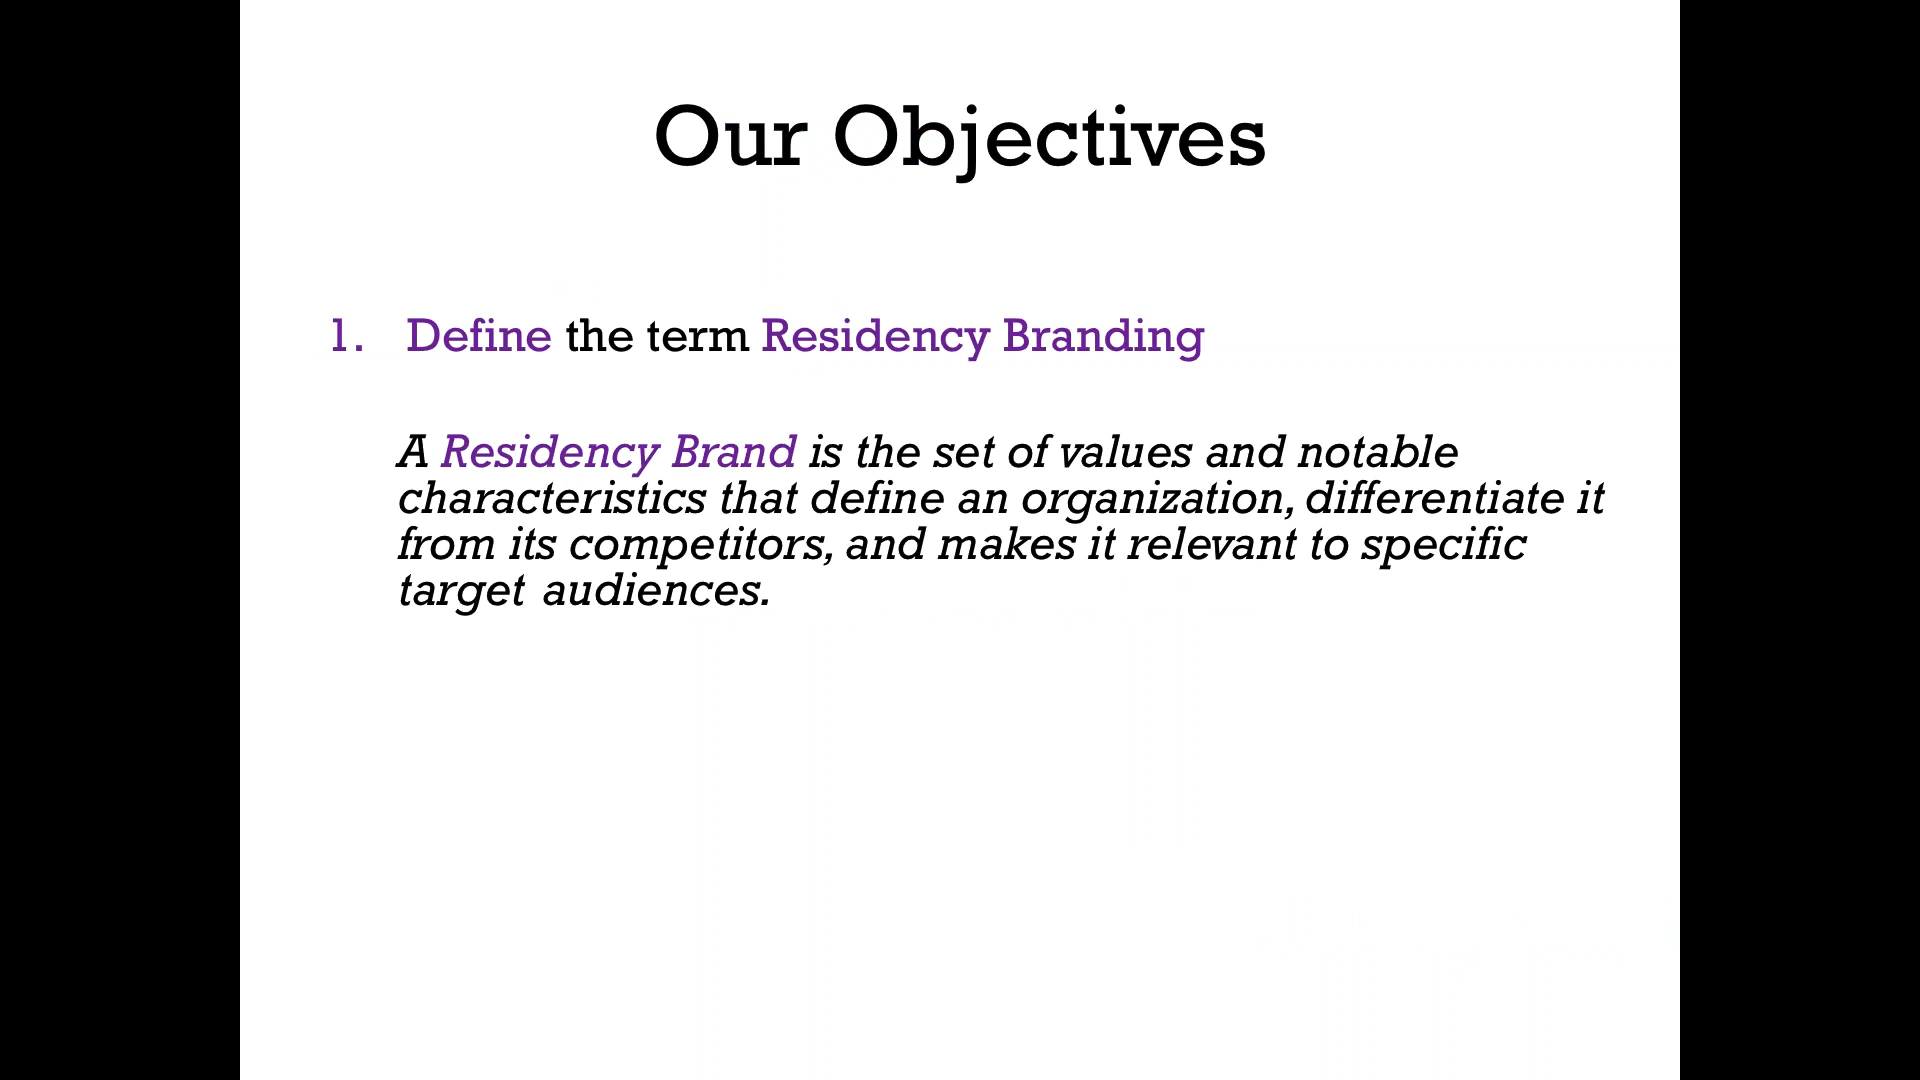 Our Objectives
1. Define the term Residency Branding
A Residency Brand is the set of values and notable
characteristics that define an organization, differentiate it
from its competitors, and makes it relevant to specific
target audiences.